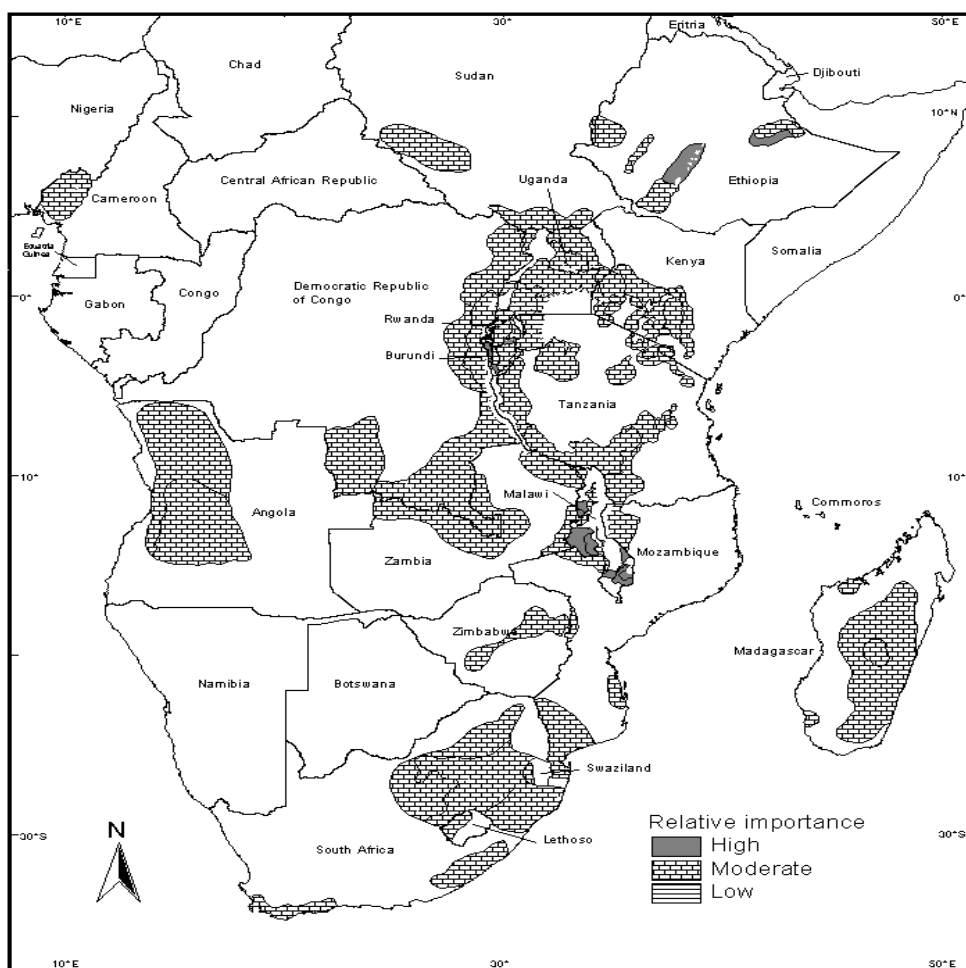 10°E
30°
50°E
Eritria
Chad
Sudan
Djibouti
Nigeria
10°N
Central African Republic
Uganda
Ethiopia
Cameroon
Equatorial
Guinea
Kenya
Somalia
Democratic Republic
of Congo
Congo
Gabon
0°
0°
Rwanda
Burundi
Tanzania
10°
10°
Malawi
Commoros
Angola
Mozambique
Zambia
Zimbabwe
Madagascar
Namibia
Botswana
Swaziland
30°S
N
South Africa
Lethoso
30°S
Relative importance
High
Moderate
Low
10°E
30°
50°E